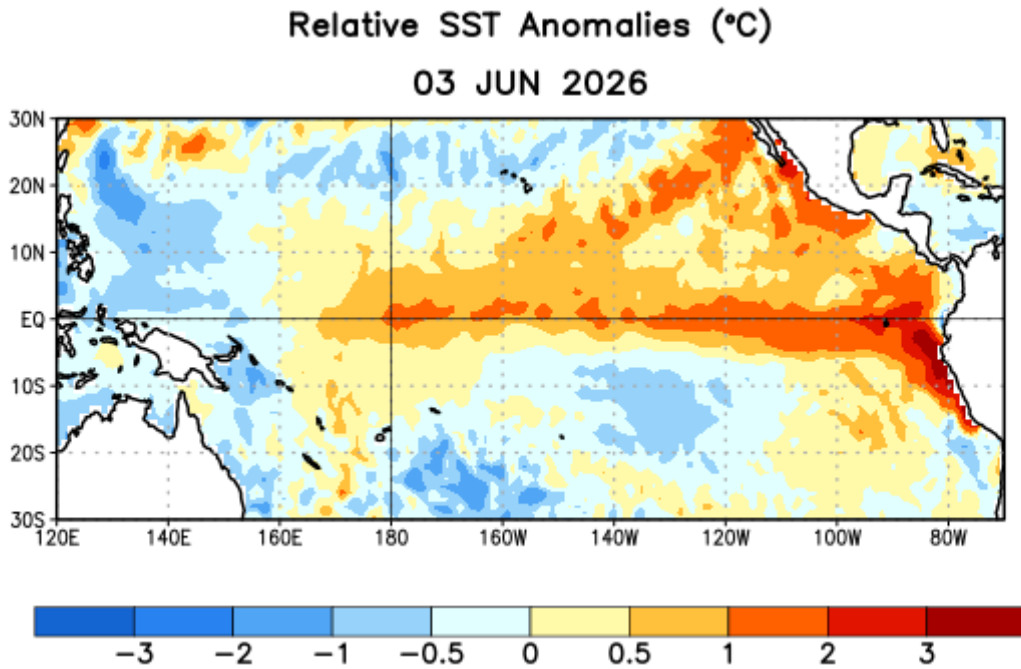 Relative SST Anomalies (°C)
03 JUN 2026
30N
20N
10N
EQ
10S
20S
30S
120E 140E 160E 180 160W 140W 120W 100W 80W
-3 -2 -1 -0.5 0 0.5 1 2 3